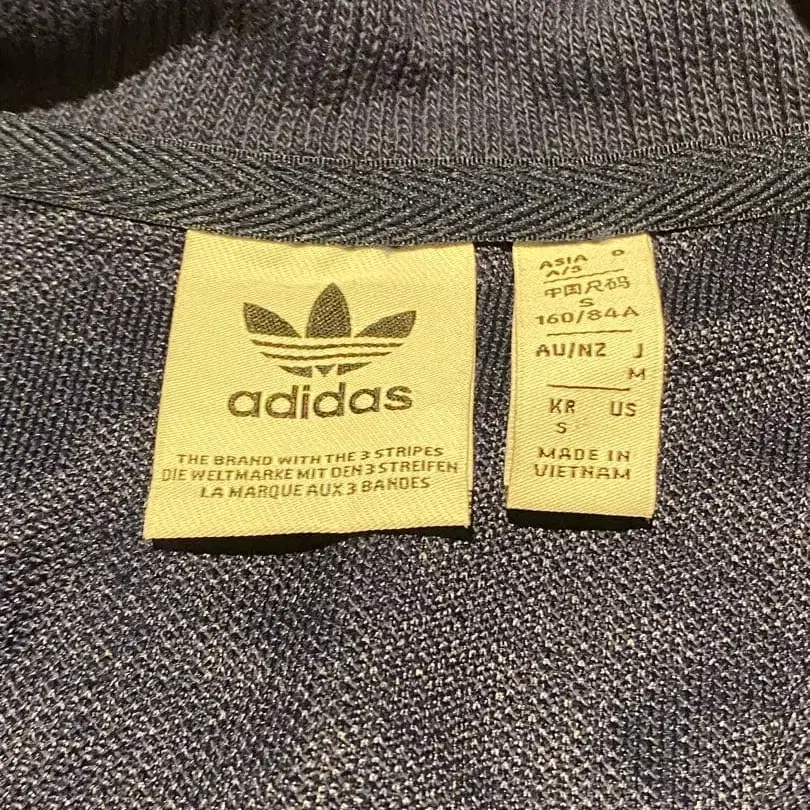 adidas
THE BRAND WITH THE 3 STRIPES
DIE WELTMARKE MIT DEN 3 STREIFEN
LA MARQUE AUX 3 BANDES
ASIA O
A/S
中国尺码
S
160/84A
AU/NZ J
M
KR US
S
MADE IN
VIETNAM